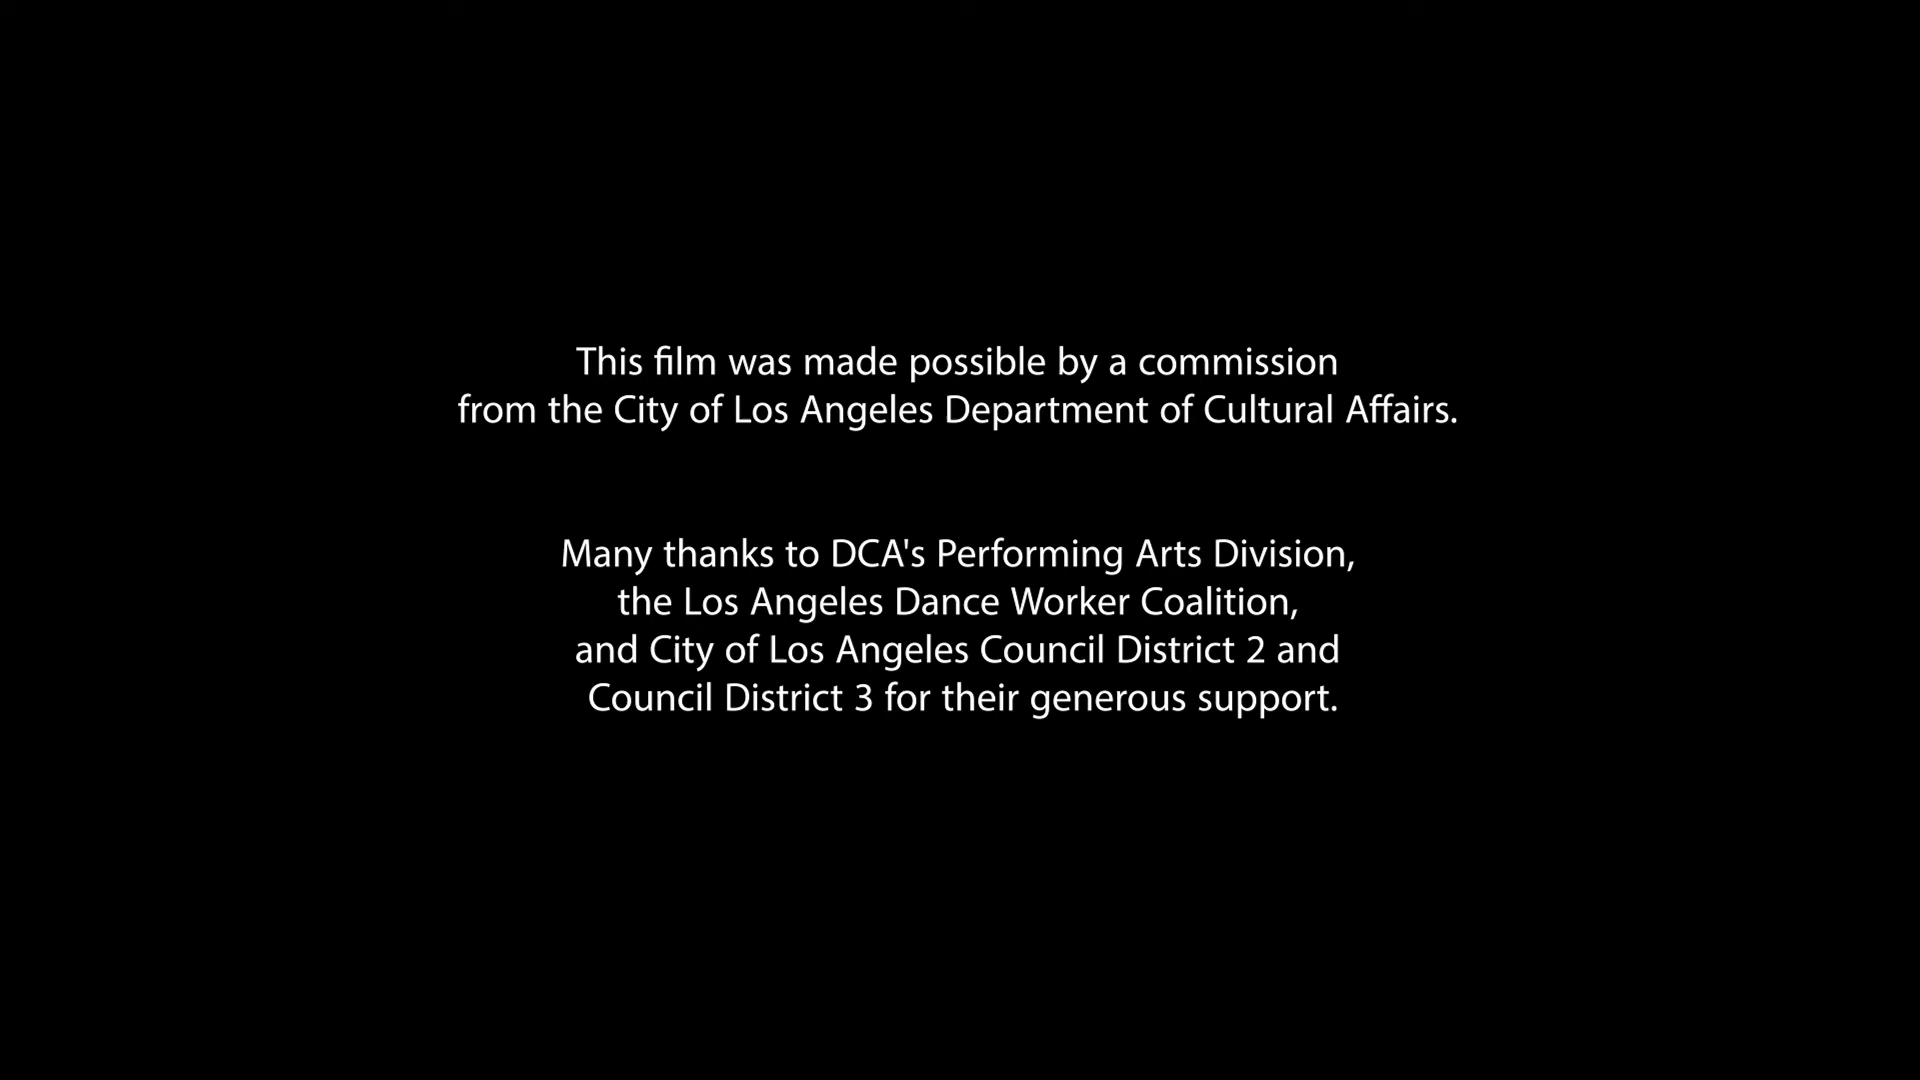 This film was made possible by a commission
from the City of Los Angeles Department of Cultural Affairs.
Many thanks to DCA's Performing Arts Division,
the Los Angeles Dance Worker Coalition,
and City of Los Angeles Council District 2 and
Council District 3 for their generous support.